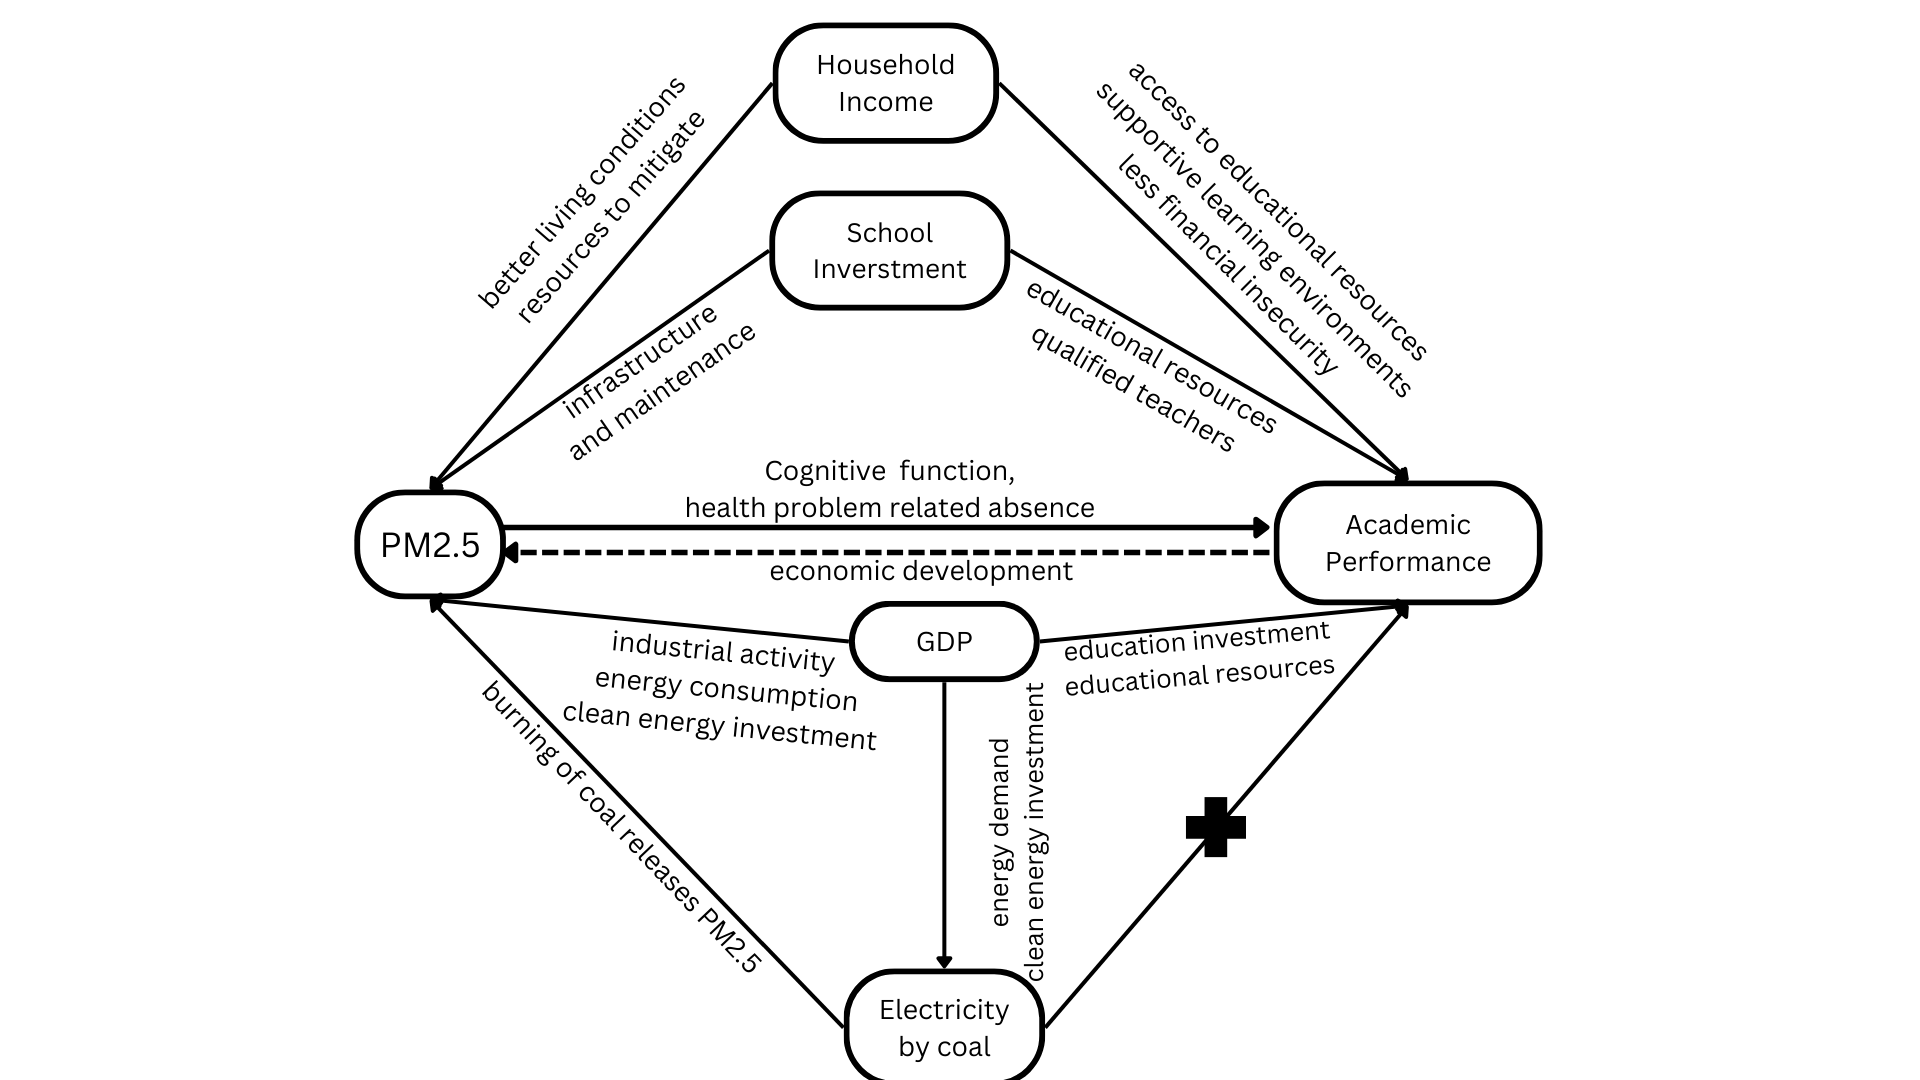 Household
Income
better living conditions
resources to mitigate
access to educational resources
supportive learning environments
less financial insecurity
School
Inverstment
infrastructure
and maintenance
educational resources
qualified teachers
Cognitive function,
health problem related absence
PM2.5
Academic
Performance
economic development
GDP
industrial activity
energy consumption
clean energy investment
education investment
educational resources
burning of coal releases PM2.5
energy demand
clean energy investment
Electricity
by coal